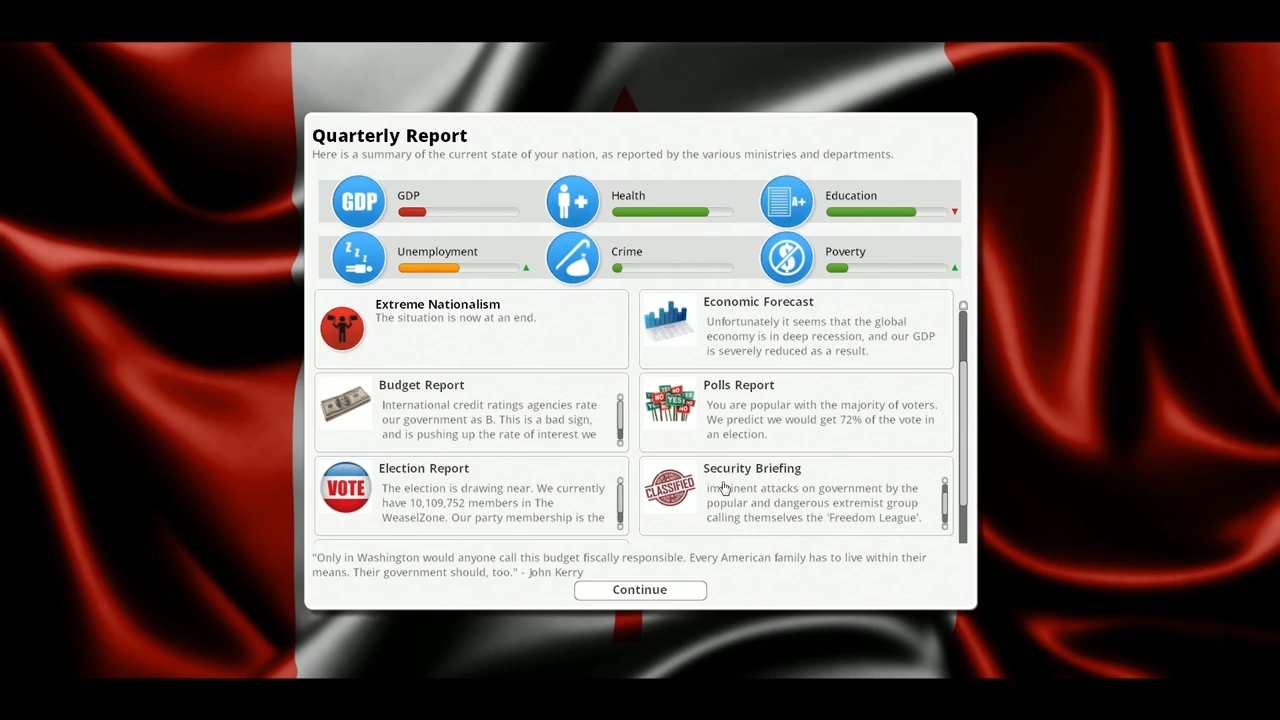 Quarterly Report
Here is a summary of the current state of your nation, as reported by the various ministries and departments.
GDP
GDP
Health
A+
Education
Z Z Z
Unemployment
Crime
$
Poverty
Extreme Nationalism
The situation is now at an end.
Economic Forecast
Unfortunately it seems that the global
economy is in deep recession, and our GDP
is severely reduced as a result.
Budget Report
International credit ratings agencies rate
our government as B. This is a bad sign,
and is pushing up the rate of interest we
YES NO YES NO NO
Polls Report
You are popular with the majority of voters.
We predict we would get 72% of the vote in
an election.
VOTE
Election Report
The election is drawing near. We currently
have 10,109,752 members in The
WeaselZone. Our party membership is the
CLASSIFIED
Security Briefing
attacks on government by the
popular and dangerous extremist group
calling themselves the 'Freedom League'.
"Only in Washington would anyone call this budget fiscally responsible. Every American family has to live within their
means. Their government should, too." - John Kerry
Continue